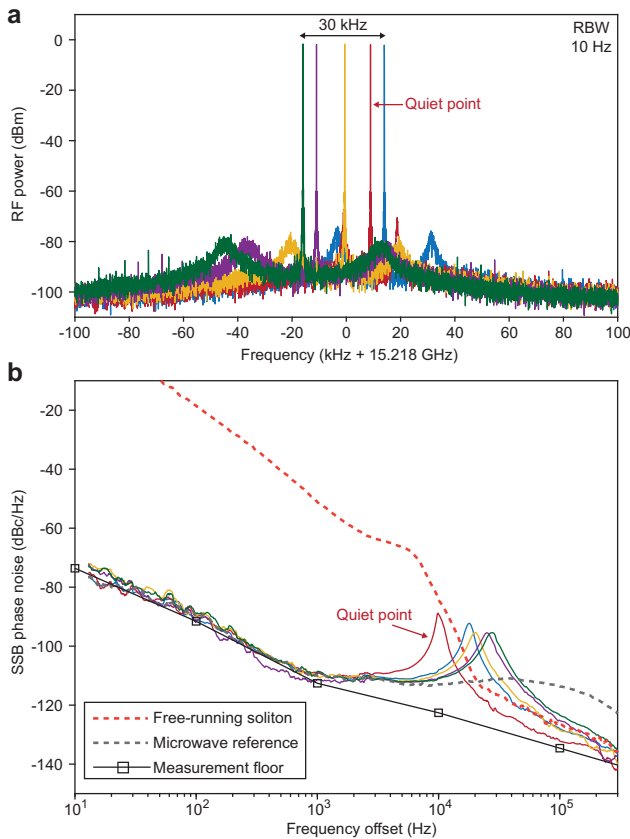 a
30 kHz
RBW
10 Hz
Quiet point
RF power (dBm)
0
-20
-40
-60
-80
-100
-100 -80 -60 -40 -20 0 20 40 60 80 100
Frequency (kHz + 15.218 GHz)
b
SSB phase noise (dBc/Hz)
-20
-40
-60
-80
-100
-120
-140
Quiet point
Free-running soliton
Microwave reference
Measurement floor
10¹ 10² 10³ 10⁴ 10⁵
Frequency offset (Hz)